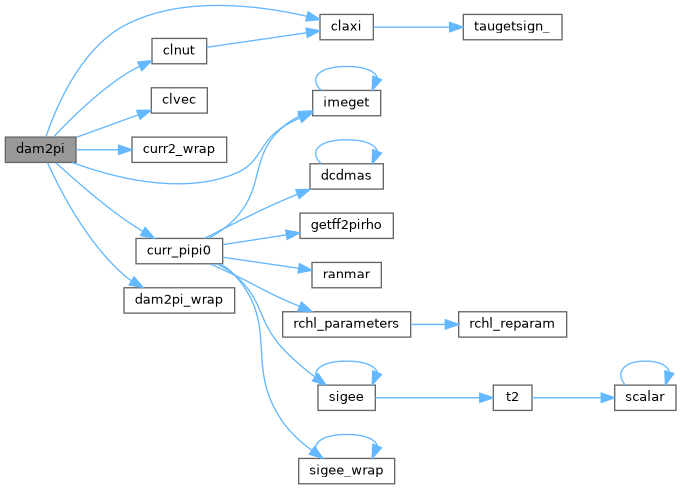 claxi
taugetsign_
clnut
clvec
imeget
dam2pi
curr2_wrap
dcdmas
getff2pirho
curr_pipi0
ranmar
dam2pi_wrap
rchl_parameters
rchl_reparam
sigee
t2
scalar
sigee_wrap